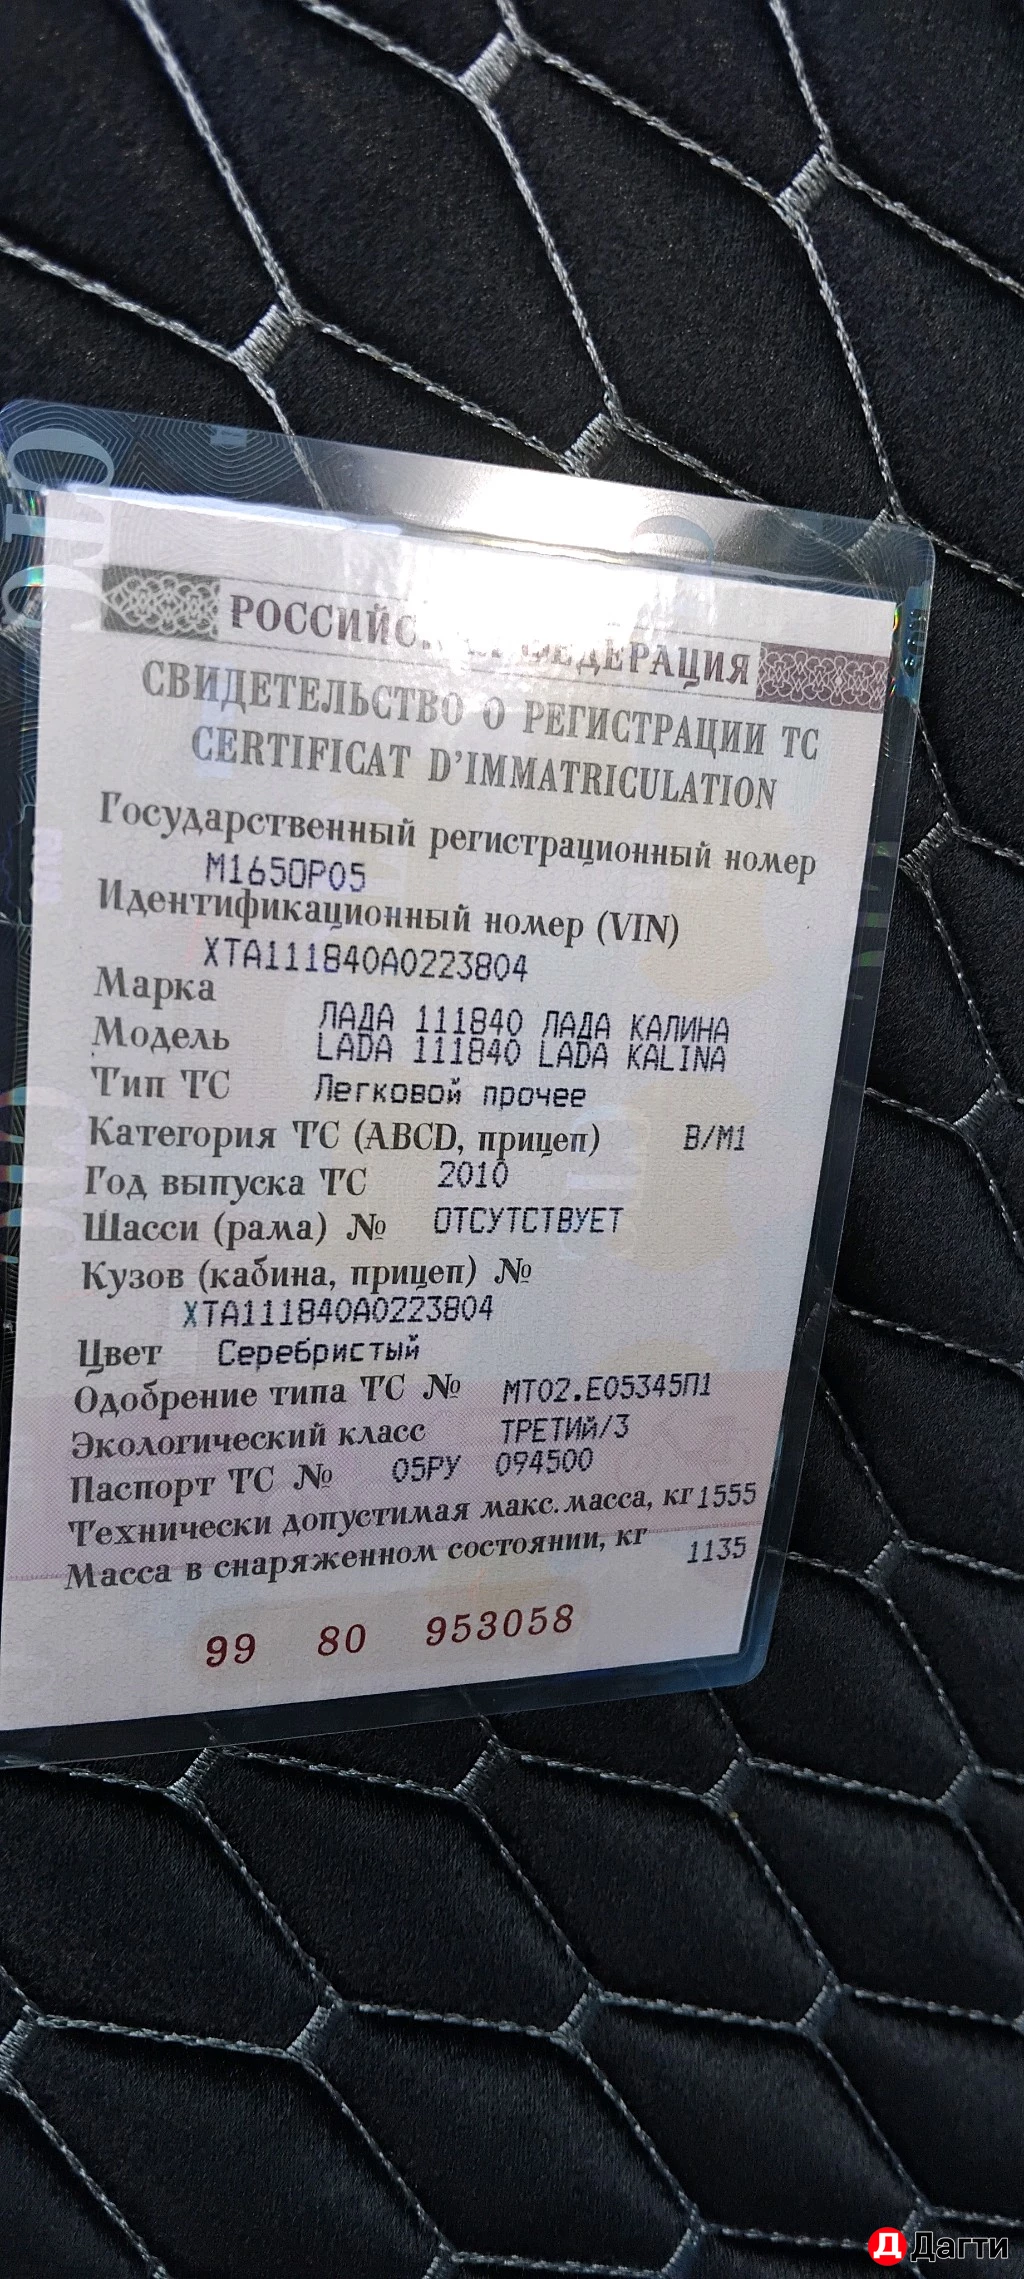 РОССИЙС ФЕДЕРАЦИЯ
СВИДЕТЕЛЬСТВО О РЕГИСТРАЦИИ ТС
CERTIFICAT D'IMMATRICULATION
Государственный регистрационный номер
М165ОР05
Идентификационный номер (VIN)
XTA111840A0223804
Марка
ЛАДА 111840 ЛАДА КАЛИНА
Модель
LADA 111840 LADA KALINA
Тип ТС Легковой прочее
Категория ТС (ABCD, прицеп) B/M1
Год выпуска ТС 2010
Шасси (рама) № ОТСУТСТВУЕТ
Кузов (кабина, прицеп) №
XTA111840A0223804
Цвет Серебристый
Одобрение типа ТС № МТ02.Е05345П1
Экологический класс ТРЕТИй/3
Паспорт ТС № 05РУ 094500
Технически допустимая макс. масса, кг 1555
Масса в снаряженном состоянии, кг 1135
99 80 953058
Дагти